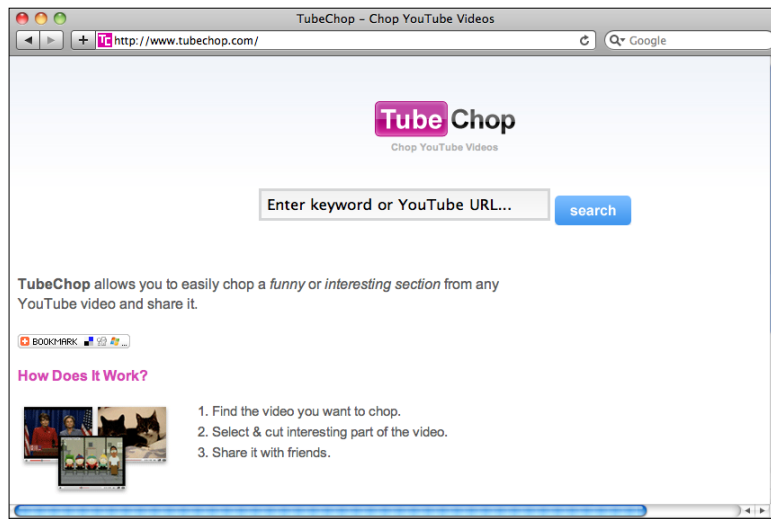 TubeChop – Chop YouTube Videos
http://www.tubechop.com/
Google
Tube Chop
Chop YouTube Videos
Enter keyword or YouTube URL...
search
TubeChop allows you to easily chop a funny or interesting section from any
YouTube video and share it.
BOOKMARK
How Does It Work?
1. Find the video you want to chop.
2. Select & cut interesting part of the video.
3. Share it with friends.